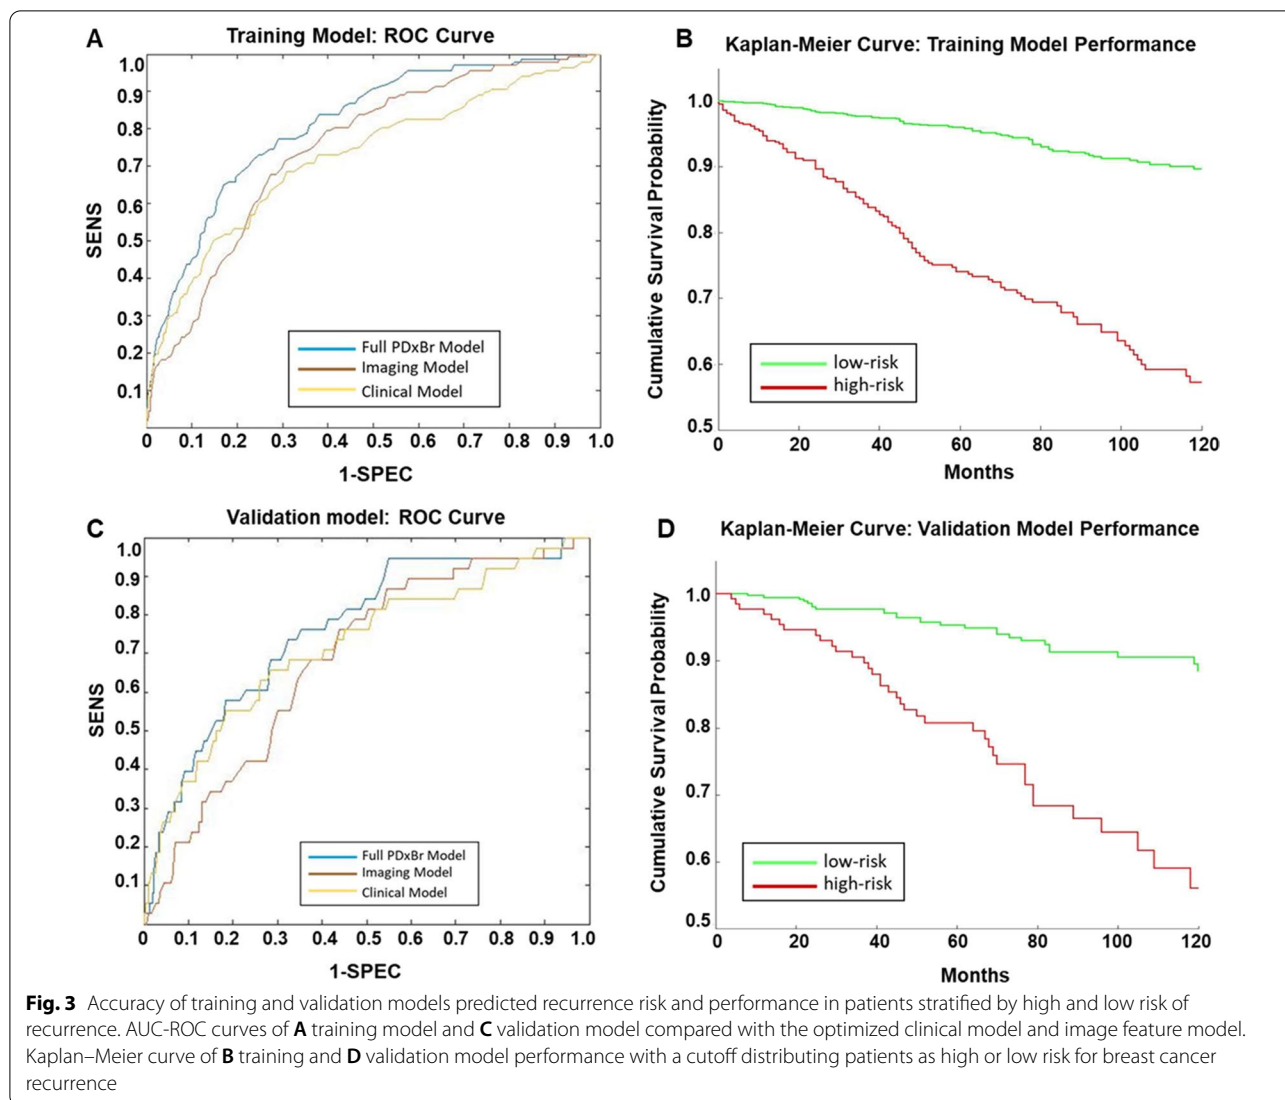 A
Training Model: ROC Curve
1.0
0.9
0.8
0.7
0.6
0.5
0.4
0.3
0.2
0.1
SENS
Full PDxBr Model
Imaging Model
Clinical Model
0 0.1 0.2 0.3 0.4 0.5 0.6 0.7 0.8 0.9 1.0
1-SPEC
B
Kaplan-Meier Curve: Training Model Performance
1.0
0.9
0.8
0.7
0.6
0.5
Cumulative Survival Probability
low-risk
high-risk
0 20 40 60 80 100 120
Months
C
Validation model: ROC Curve
1.0
0.9
0.8
0.7
0.6
0.5
0.4
0.3
0.2
0.1
SENS
Full PDxBr Model
Imaging Model
Clinical Model
0 0.1 0.2 0.3 0.4 0.5 0.6 0.7 0.8 0.9 1.0
1-SPEC
D
Kaplan-Meier Curve: Validation Model Performance
1.0
0.9
0.8
0.7
0.6
0.5
Cumulative Survival Probability
low-risk
high-risk
0 20 40 60 80 100 120
Months
Fig. 3 Accuracy of training and validation models predicted recurrence risk and performance in patients stratified by high and low risk of
recurrence. AUC-ROC curves of A training model and C validation model compared with the optimized clinical model and image feature model.
Kaplan–Meier curve of B training and D validation model performance with a cutoff distributing patients as high or low risk for breast cancer
recurrence